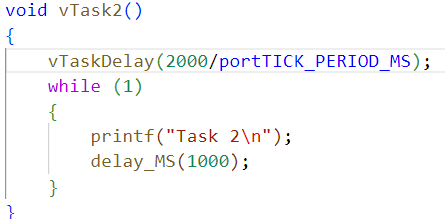 void vTask2()
{
    vTaskDelay(2000/portTICK_PERIOD_MS);
    while (1)
    {
        printf("Task 2\n");
        delay_MS(1000);
    }
}